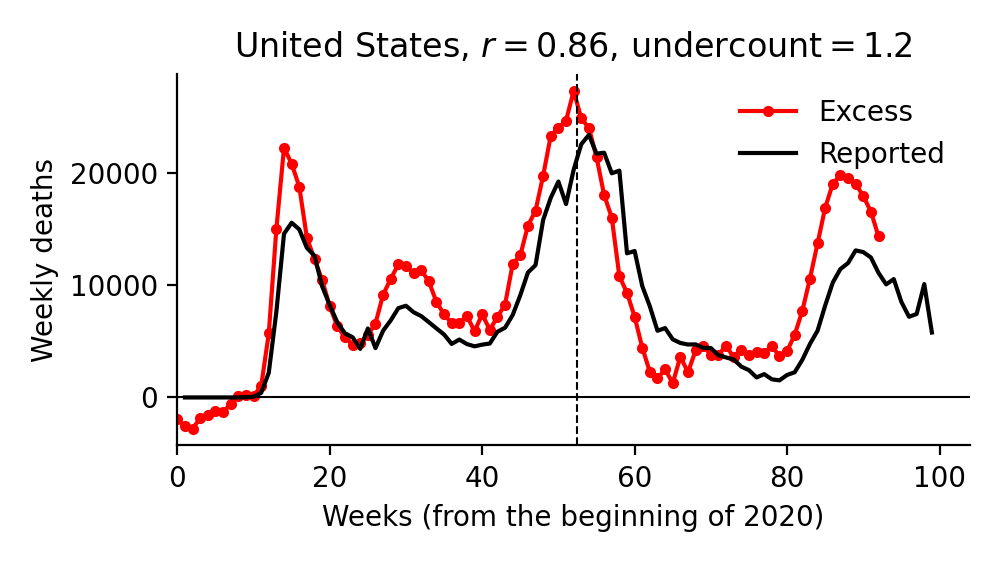 United States, r = 0.86, undercount = 1.2
Excess
Reported
Weekly deaths
20000
10000
0
0 20 40 60 80 100
Weeks (from the beginning of 2020)